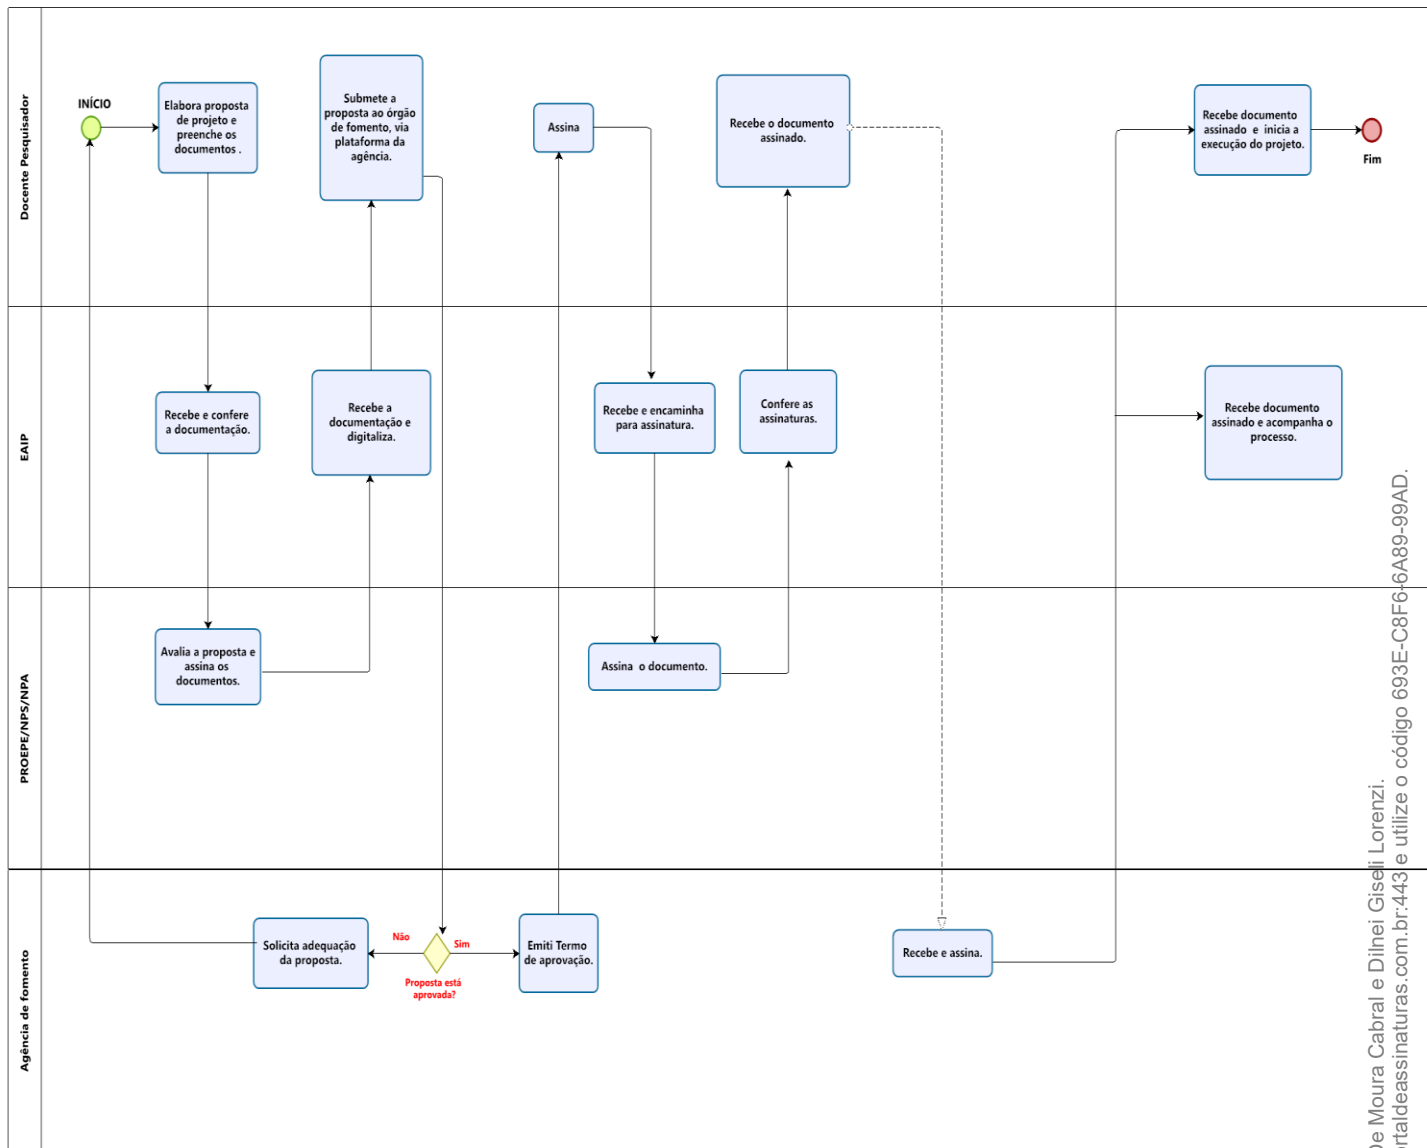 Docente Pesquisador
INÍCIO
Elabora proposta
de projeto e
preenche os
documentos .
Submete a
proposta ao órgão
de fomento, via
plataforma da
agência.
Assina
Recebe o documento
assinado.
Recebe documento
assinado e inicia a
execução do projeto.
Fim
EAIP
Recebe e confere
a documentação.
Recebe a
documentação e
digitaliza.
Recebe e encaminha
para assinatura.
Confere as
assinaturas.
Recebe documento
assinado e acompanha o
processo.
PROEPE/NPS/NPA
Avalia a proposta e
assina os
documentos.
Assina o documento.
Agência de fomento
Solicita adequação
da proposta.
Não
Sim
Proposta está
aprovada?
Emiti Termo
de aprovação.
Recebe e assina.
De Moura Cabral e Dilnei Giseli Lorenzi.
rtaldeassinaturas.com.br:443 e utilize o código 693E-C8F6-6A89-99AD.